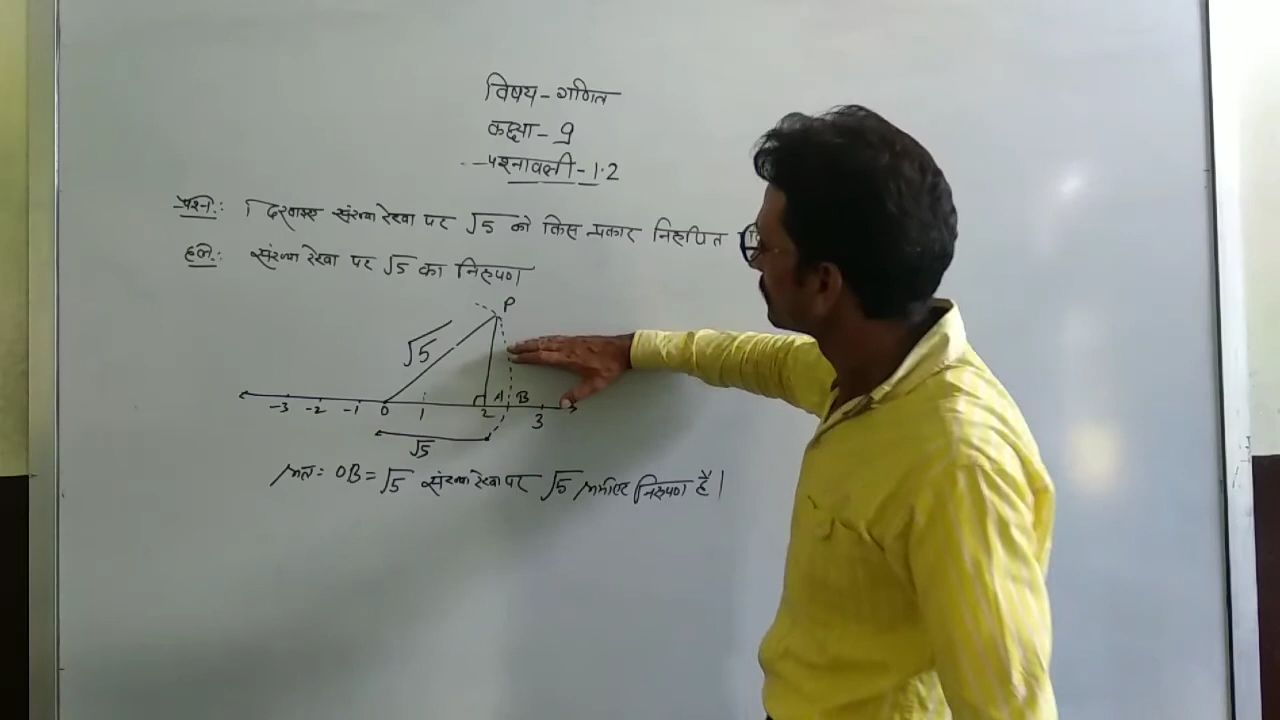 विषय - गणित
कक्षा - 9
प्रश्नावली - 1.2
प्रश्न: संख्या रेखा पर √5 को किस प्रकार निरूपित
हल: संख्या रेखा पर √5 का निरूपण
P
√5
A B
-3 -2 -1 0 1 2 3
√5
अतः OB = √5 संख्या रेखा पर √5 अभीष्ट निरूपण है।